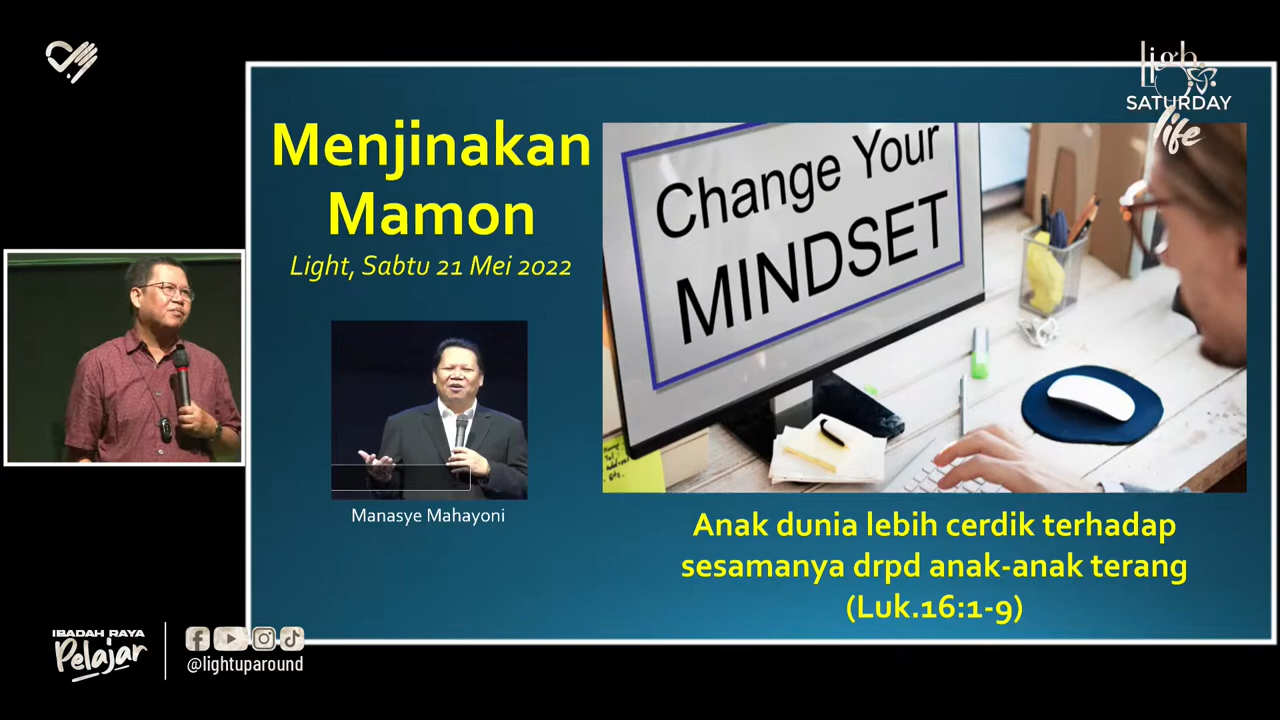 Light
SATURDAY
life
Menjinakan
Mamon
Light, Sabtu 21 Mei 2022
Change Your
MINDSET
Manasye Mahayoni
Anak dunia lebih cerdik terhadap
sesamanya drpd anak-anak terang
(Luk.16:1-9)
IBADAH RAYA
Pelajar
@lightuparound